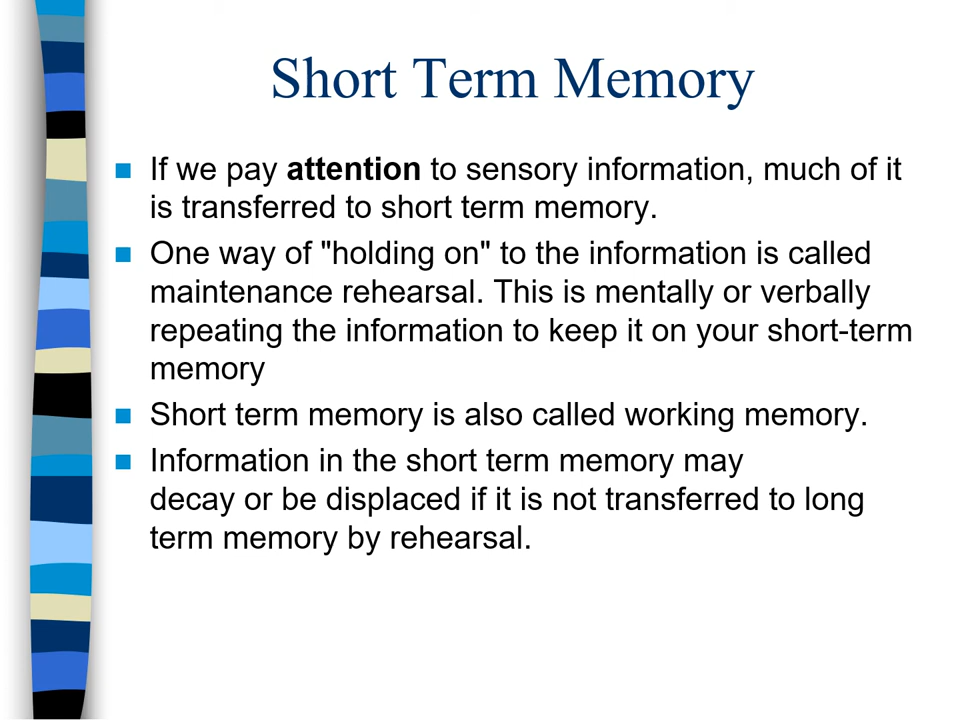 Short Term Memory
If we pay attention to sensory information, much of it
is transferred to short term memory.
One way of "holding on" to the information is called
maintenance rehearsal. This is mentally or verbally
repeating the information to keep it on your short-term
memory
Short term memory is also called working memory.
Information in the short term memory may
decay or be displaced if it is not transferred to long
term memory by rehearsal.